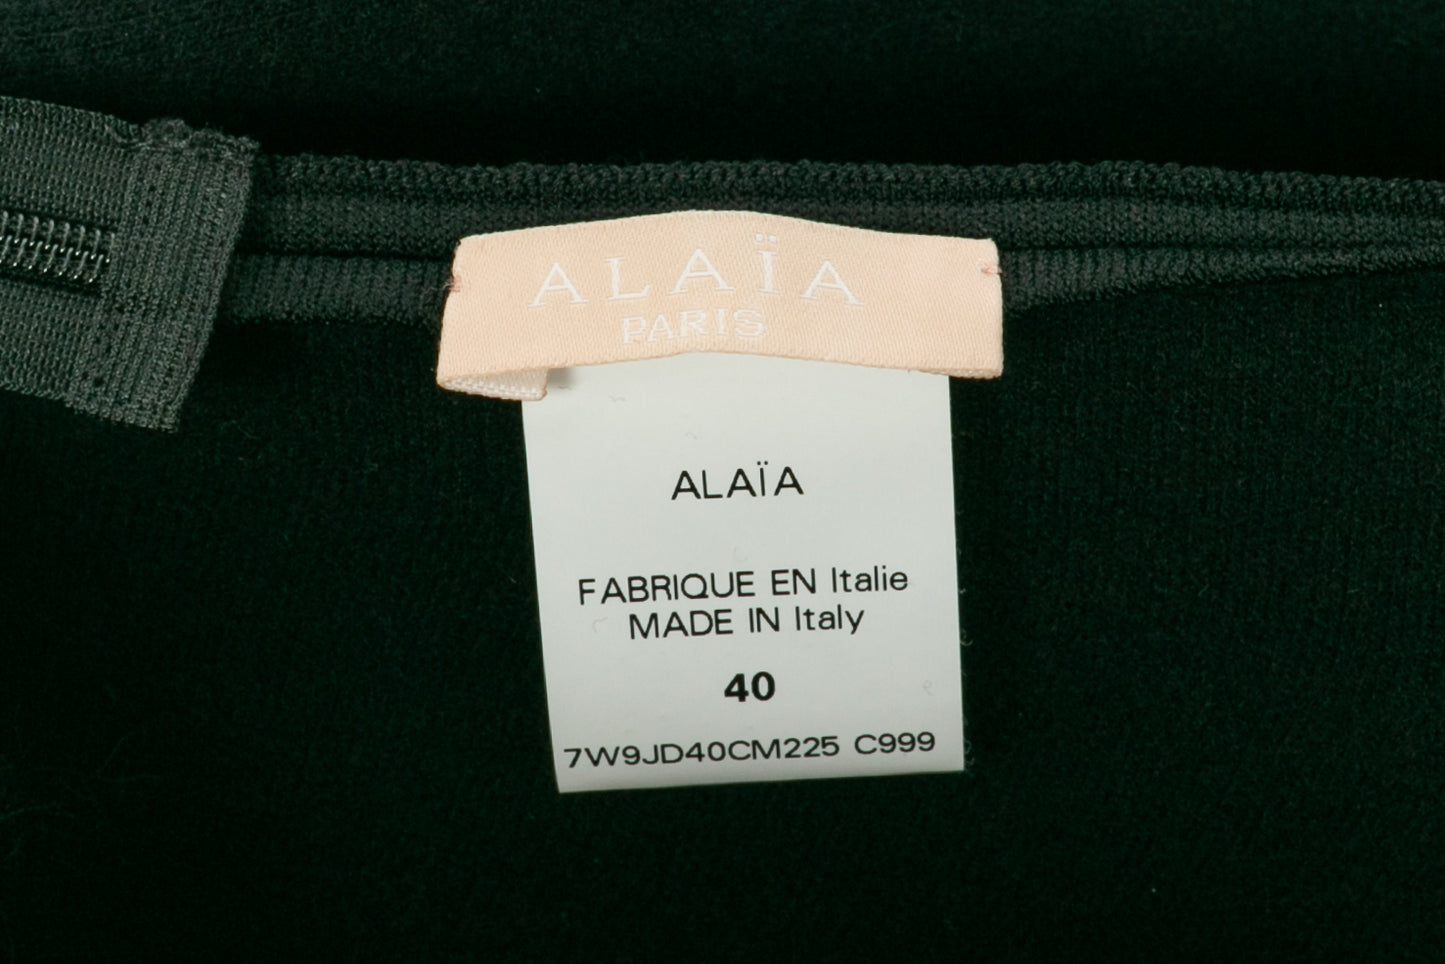 ALAÏA
PARIS
ALAÏA
FABRIQUE EN Italie
MADE IN Italy
40
7W9JD40CM225 C999